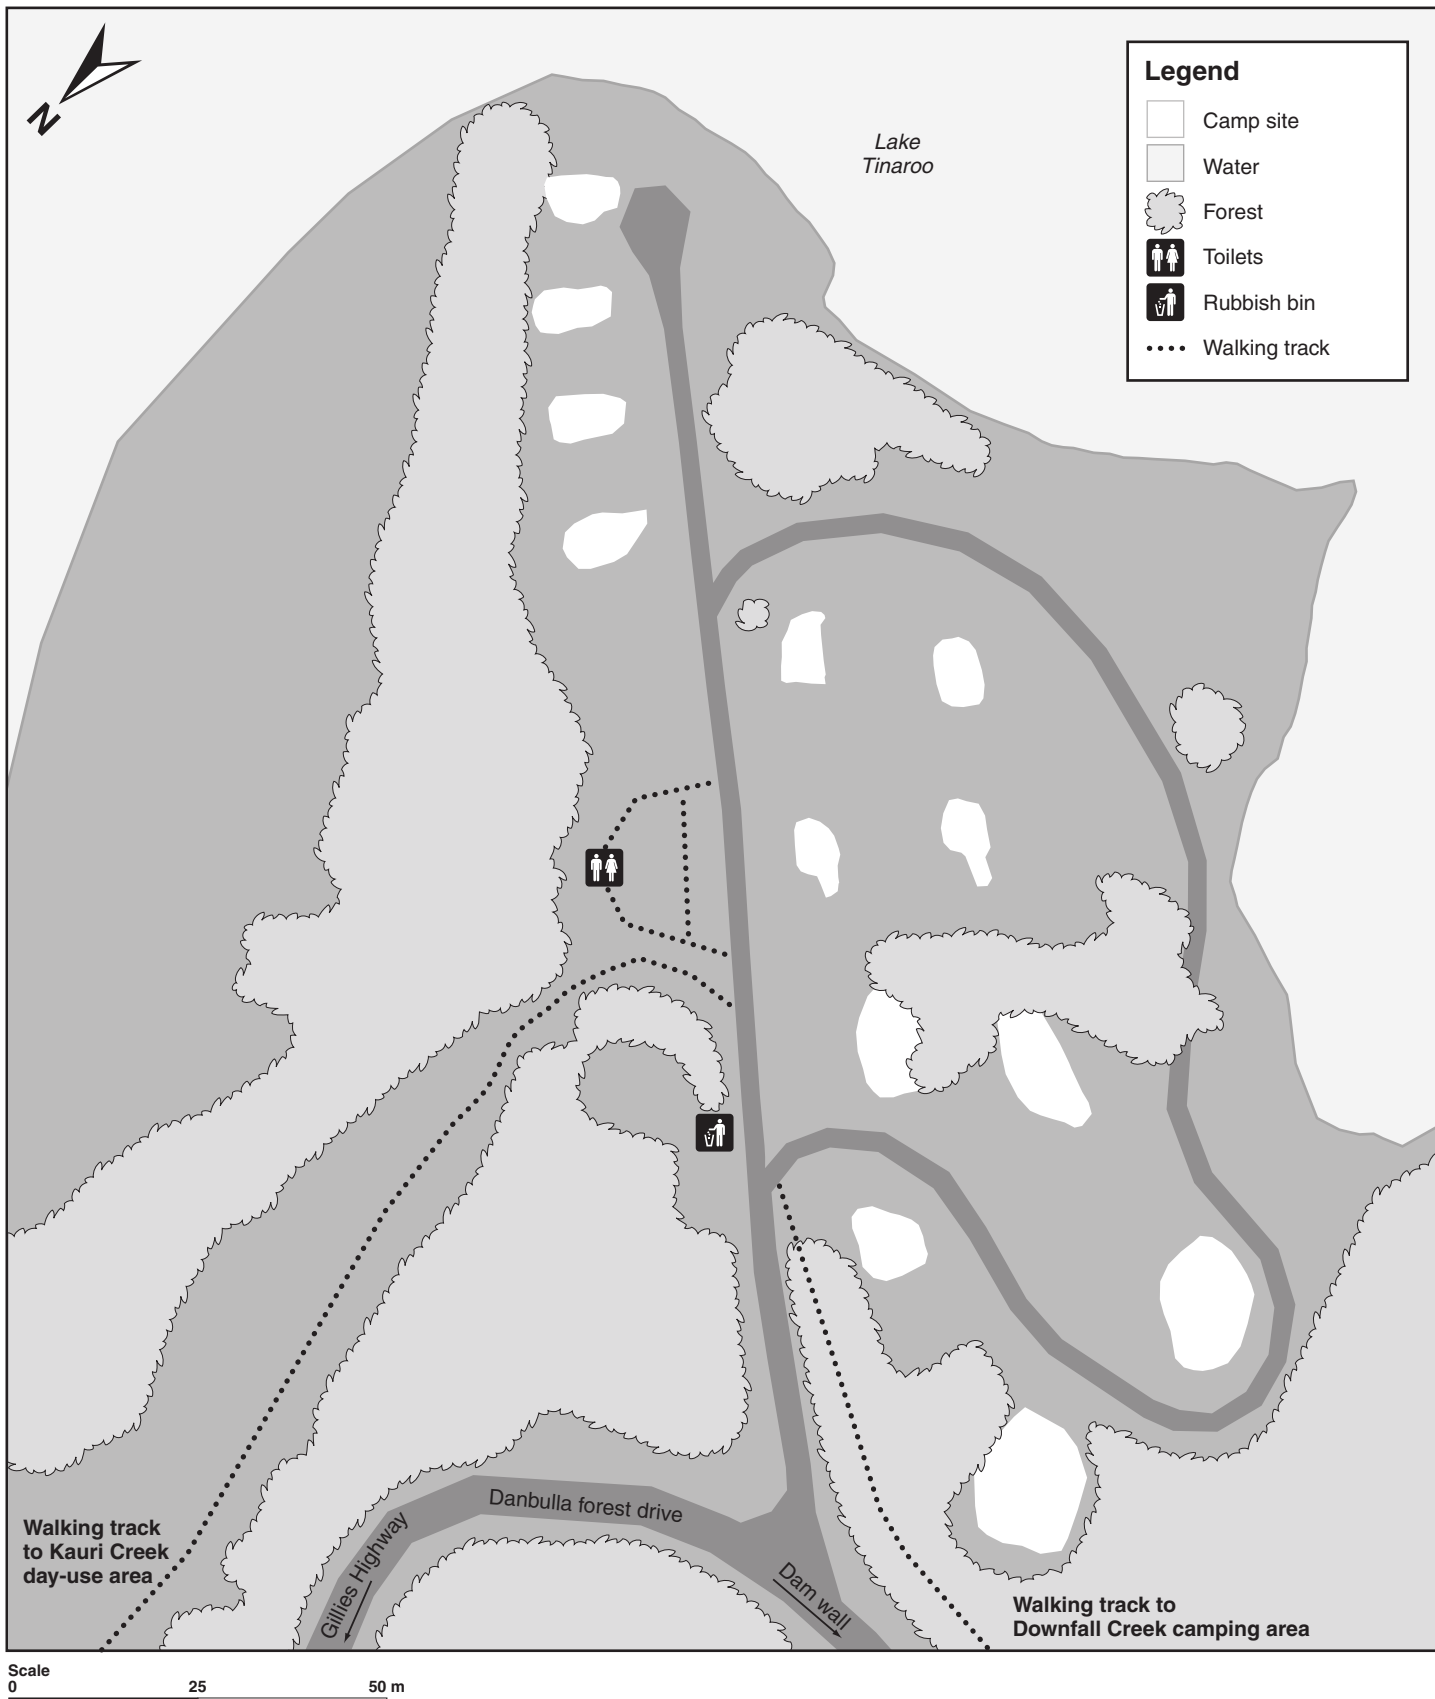 N
Lake
Tinaroo
Legend
Camp site
Water
Forest
Toilets
Rubbish bin
Walking track
Danbulla forest drive
Gillies Highway
Dam wall
Walking track
to Kauri Creek
day-use area
Walking track to
Downfall Creek camping area
Scale
0 25 50 m